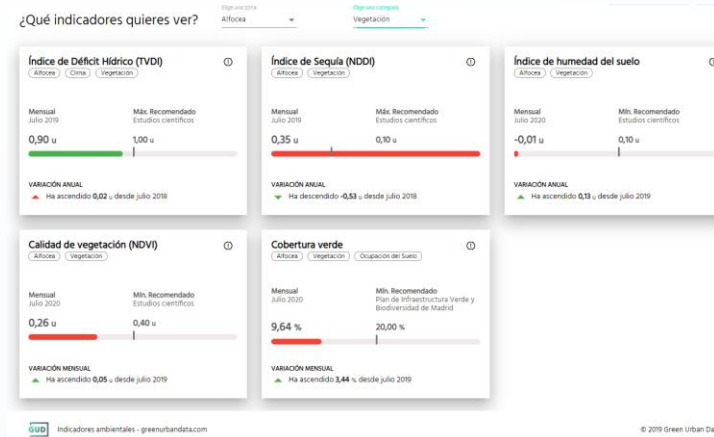 Elige una zona
Elige una categoría
¿Qué indicadores quieres ver?
Alfocea
Vegetación
Índice de Déficit Hídrico (TVDI)
Alfocea
Clima
Vegetación
Mensual
Máx. Recomendado
Julio 2019
Estudios científicos
0,90 u
1,00 u
VARIACIÓN ANUAL
Ha ascendido 0,02 u desde julio 2018
Índice de Sequía (NDDI)
Alfocea
Vegetación
Mensual
Máx. Recomendado
Julio 2019
Estudios científicos
0,35 u
0,10 u
VARIACIÓN ANUAL
Ha descendido -0,53 u desde julio 2018
Índice de humedad del suelo
Alfocea
Vegetación
Mensual
Mín. Recomendado
Julio 2020
Estudios científicos
-0,01 u
0,10 u
VARIACIÓN ANUAL
Ha ascendido 0,13 u desde julio 2019
Calidad de vegetación (NDVI)
Alfocea
Vegetación
Mensual
Mín. Recomendado
Julio 2020
Estudios científicos
0,26 u
0,40 u
VARIACIÓN MENSUAL
Ha ascendido 0,05 u desde julio 2019
Cobertura verde
Alfocea
Vegetación
Ocupación del Suelo
Mensual
Mín. Recomendado
Julio 2020
Plan de Infraestructura Verde y
Biodiversidad de Madrid
9,64 %
20,00 %
VARIACIÓN MENSUAL
Ha ascendido 3,44 % desde julio 2019
GUD
Indicadores ambientales - greenurbandata.com
© 2019 Green Urban Da